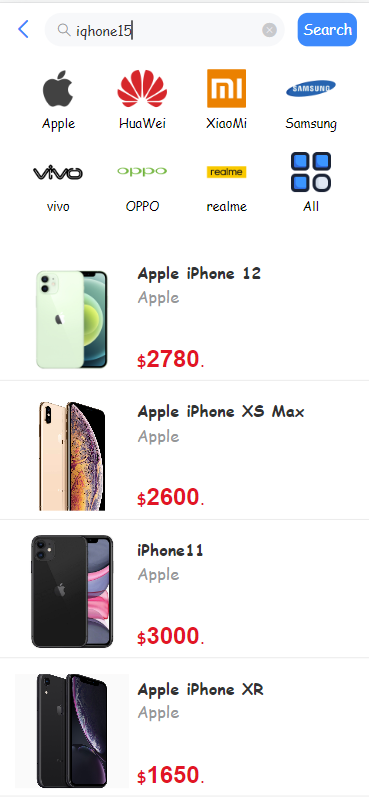 iqhone15
Search
SAMSUNG
Apple
HuaWei
XiaoMi
Samsung
vivo
oppo
realme
vivo
OPPO
realme
All
Apple iPhone 12
Apple
$2780.
Apple iPhone XS Max
Apple
$2600.
iPhone11
Apple
$3000.
Apple iPhone XR
Apple
$1650.